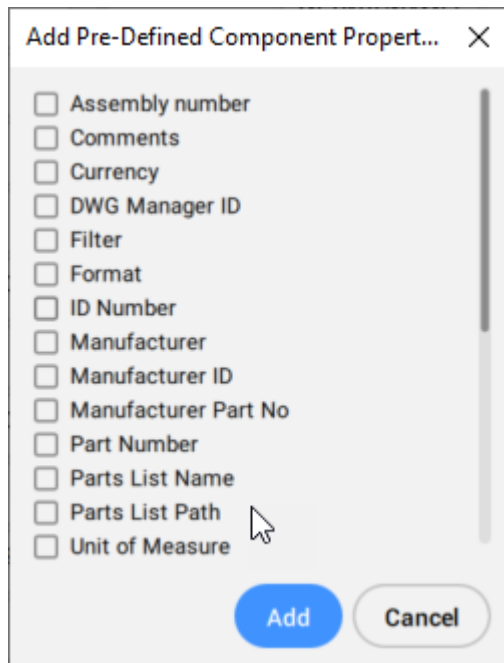 Add Pre-Defined Component Propert...
Assembly number
Comments
Currency
DWG Manager ID
Filter
Format
ID Number
Manufacturer
Manufacturer ID
Manufacturer Part No
Part Number
Parts List Name
Parts List Path
Unit of Measure
Add Cancel